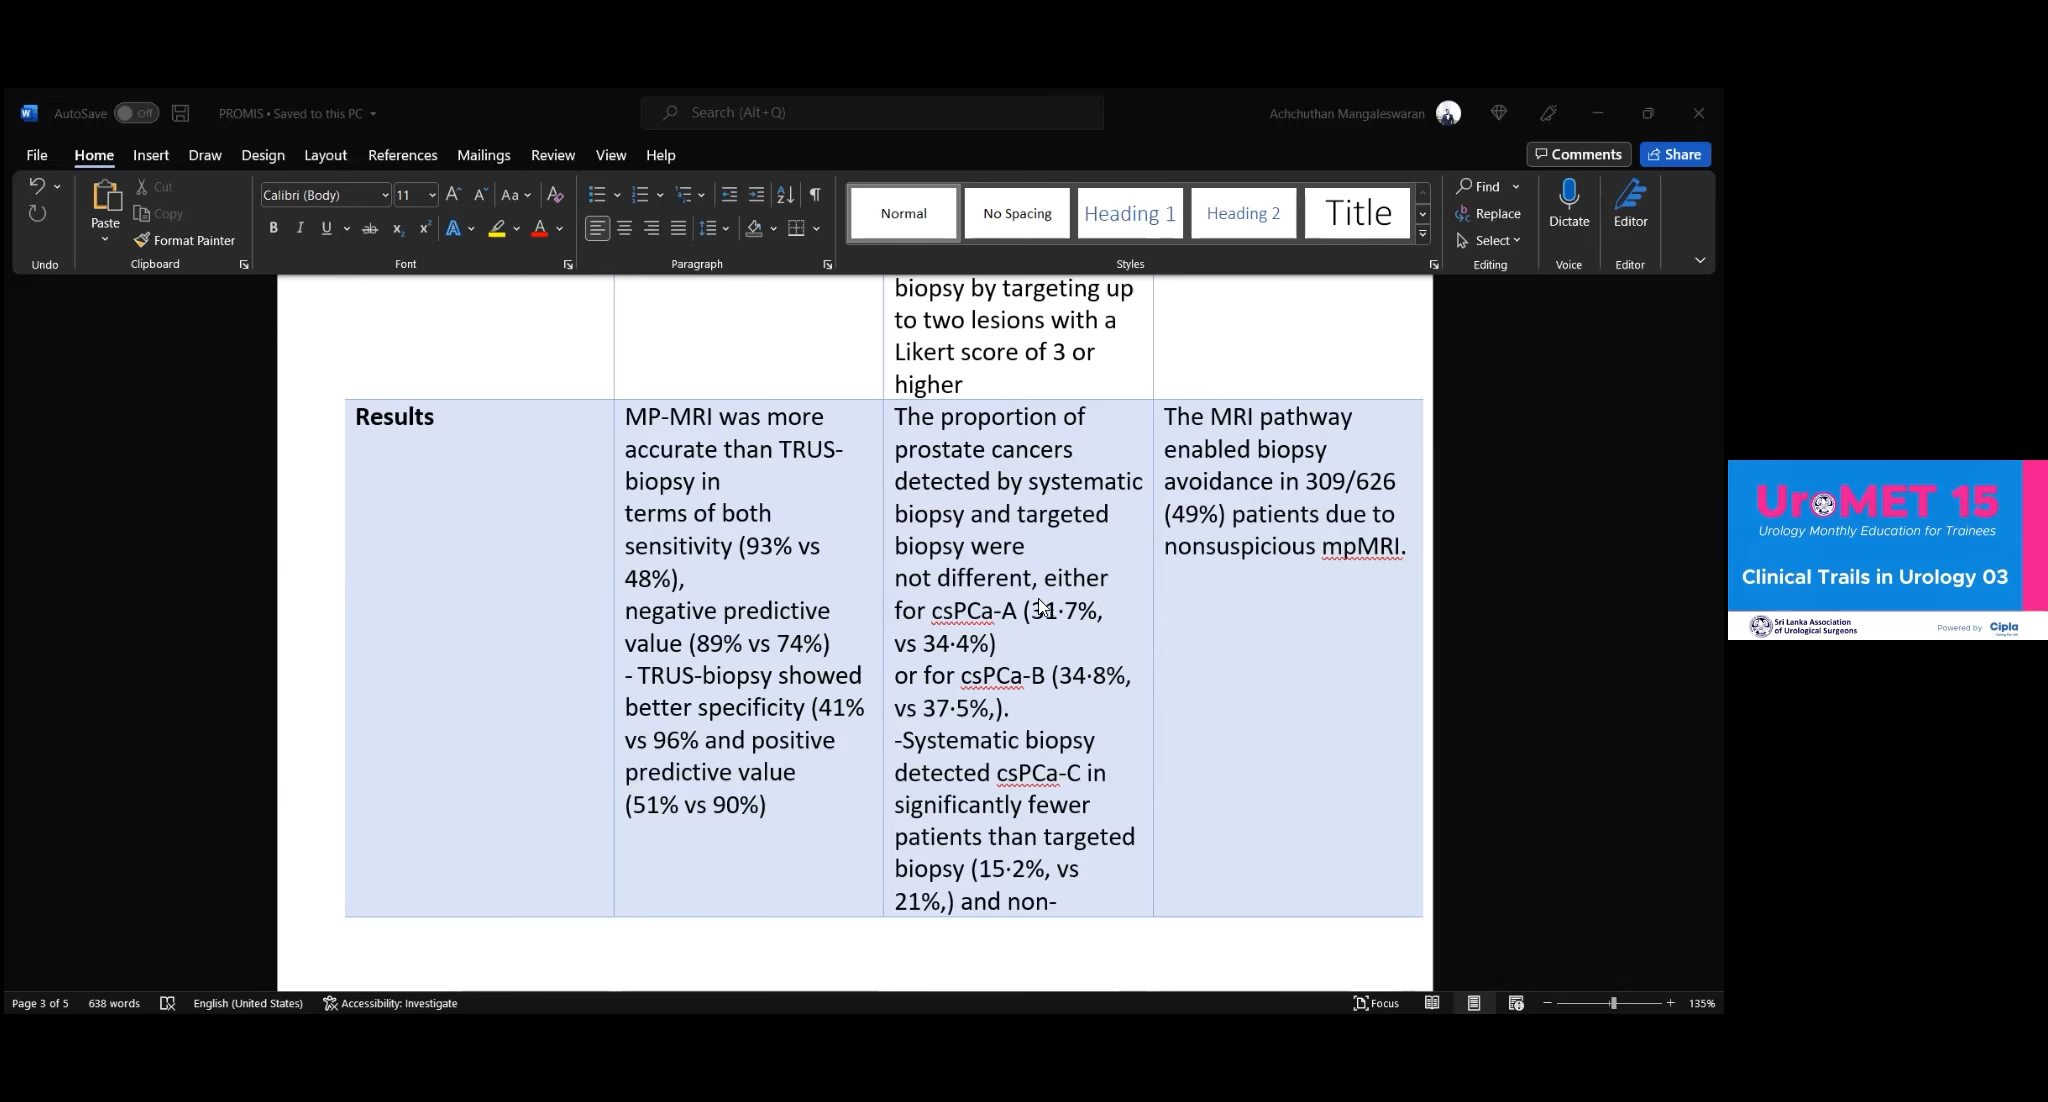 AutoSave Off PROMIS • Saved to this PC Search (Alt+Q) Achchuthan Mangaleswaran
File Home Insert Draw Design Layout References Mailings Review View Help Comments Share
Paste
Cut
Copy
Format Painter
Calibri (Body) 11
Normal No Spacing Heading 1 Heading 2 Title
Find
Replace
Select
Dictate
Editor
Undo Clipboard Font Paragraph Styles Editing Voice Editor
biopsy by targeting up
to two lesions with a
Likert score of 3 or
higher
Results
MP-MRI was more
accurate than TRUS-
biopsy in
terms of both
sensitivity (93% vs
48%),
negative predictive
value (89% vs 74%)
- TRUS-biopsy showed
better specificity (41%
vs 96% and positive
predictive value
(51% vs 90%)
The proportion of
prostate cancers
detected by systematic
biopsy and targeted
biopsy were
not different, either
for csPCa-A (31·7%,
vs 34·4%)
or for csPCa-B (34·8%,
vs 37·5%,).
-Systematic biopsy
detected csPCa-C in
significantly fewer
patients than targeted
biopsy (15·2%, vs
21%,) and non-
The MRI pathway
enabled biopsy
avoidance in 309/626
(49%) patients due to
nonsuspicious mpMRI.
UroMET 15
Urology Monthly Education for Trainees
Clinical Trails in Urology 03
Sri Lanka Association
of Urological Surgeons
Powered by Cipla
Page 3 of 5 638 words English (United States) Accessibility: Investigate Focus 135%